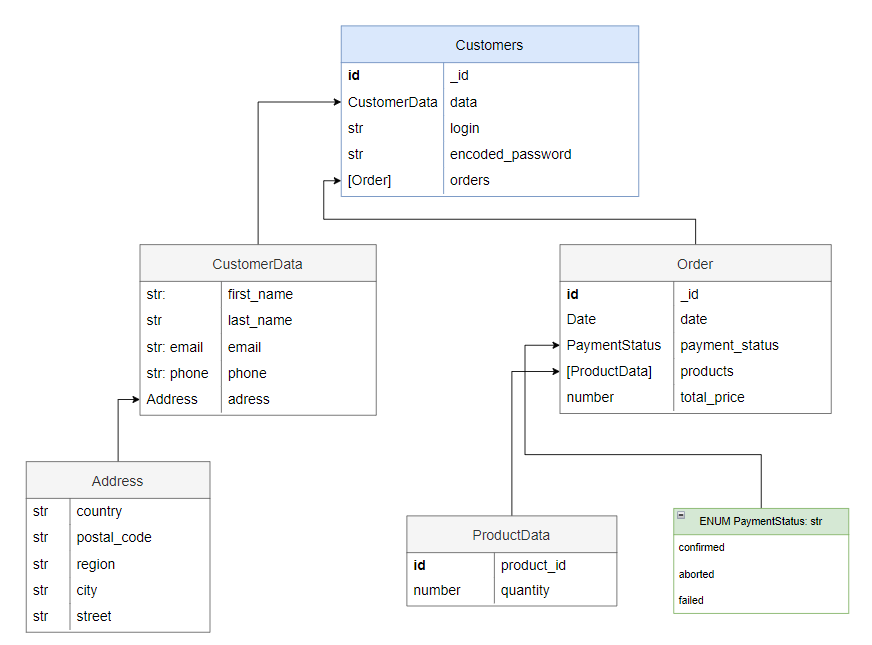 Customers
id _id
CustomerData data
str login
str encoded_password
[Order] orders
CustomerData
str: first_name
str last_name
str: email email
str: phone phone
Address adress
Order
id _id
Date date
PaymentStatus payment_status
[ProductData] products
number total_price
Address
str country
str postal_code
str region
str city
str street
ProductData
id product_id
number quantity
ENUM PaymentStatus: str
confirmed
aborted
failed